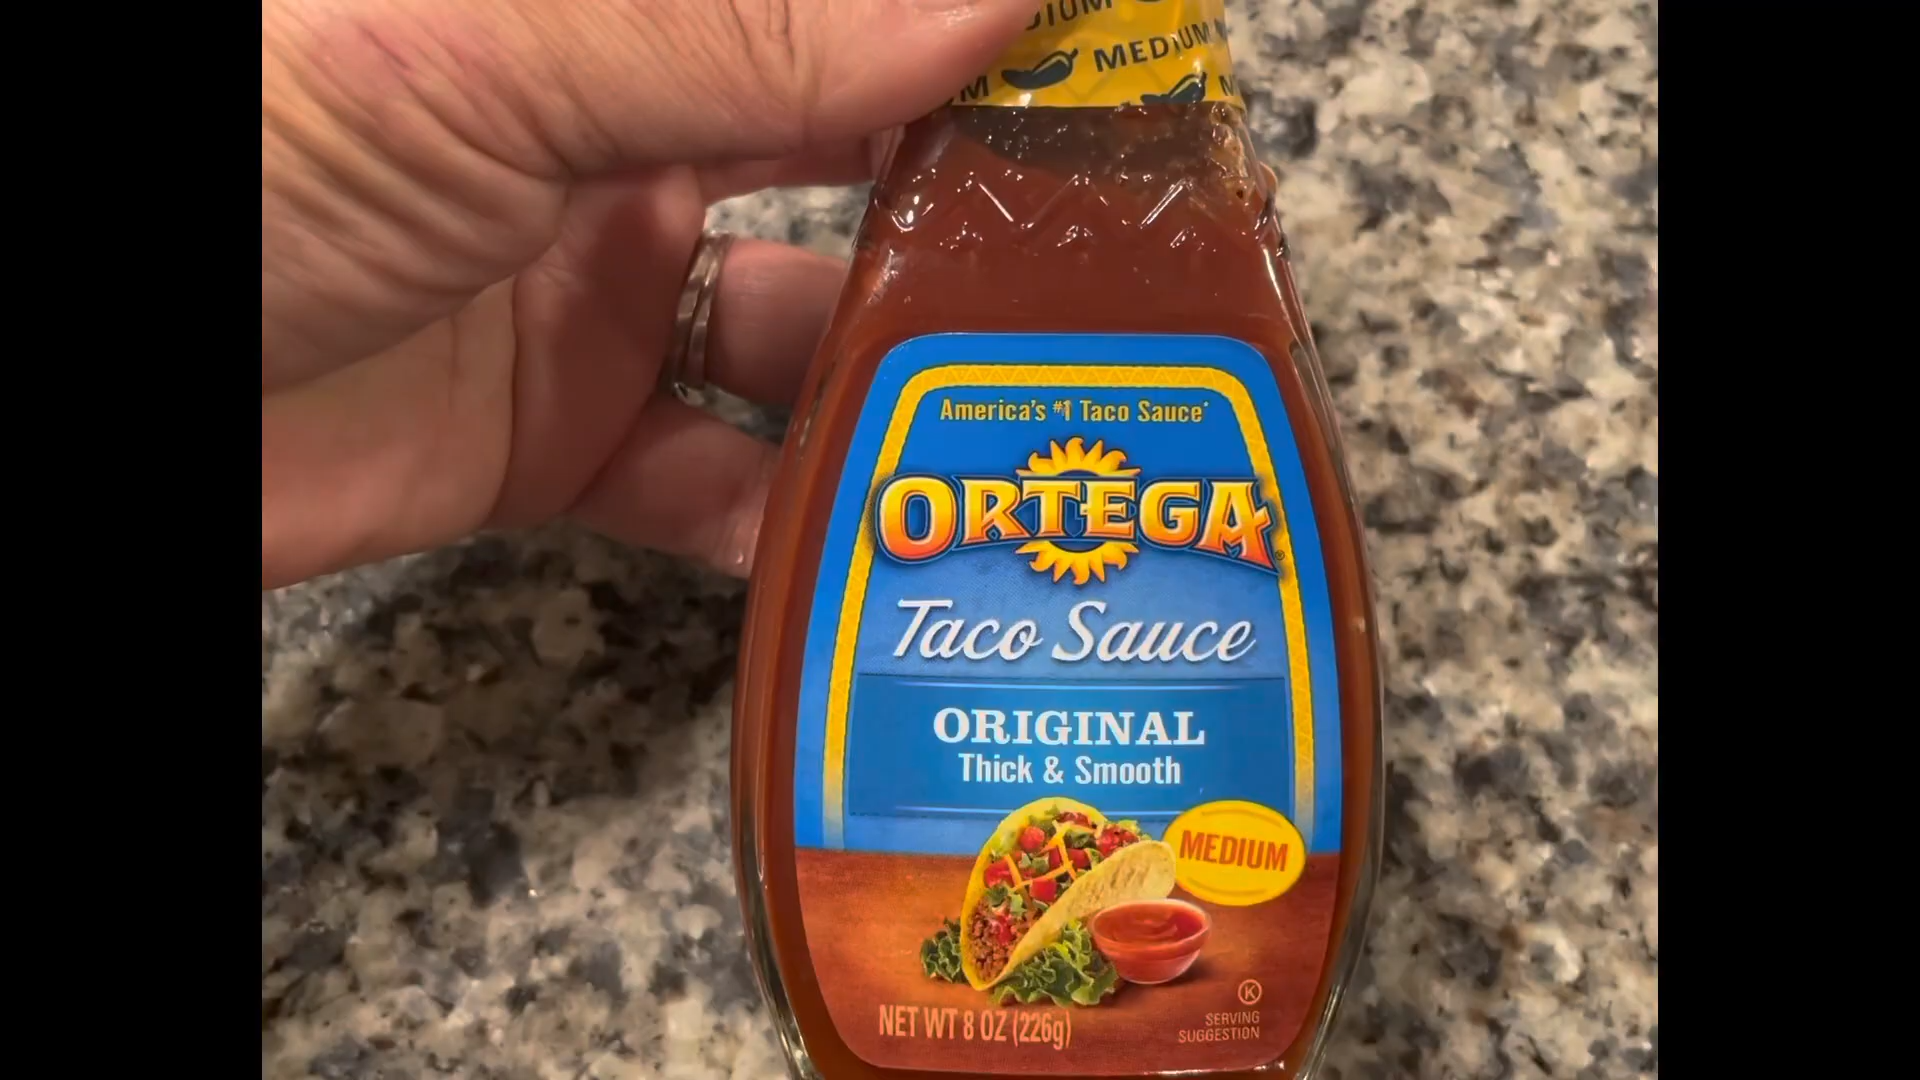 MEDIUM
America's #1 Taco Sauce*
ORTEGA®
Taco Sauce
ORIGINAL
Thick & Smooth
MEDIUM
NET WT 8 OZ (226g)
K
SERVING
SUGGESTION